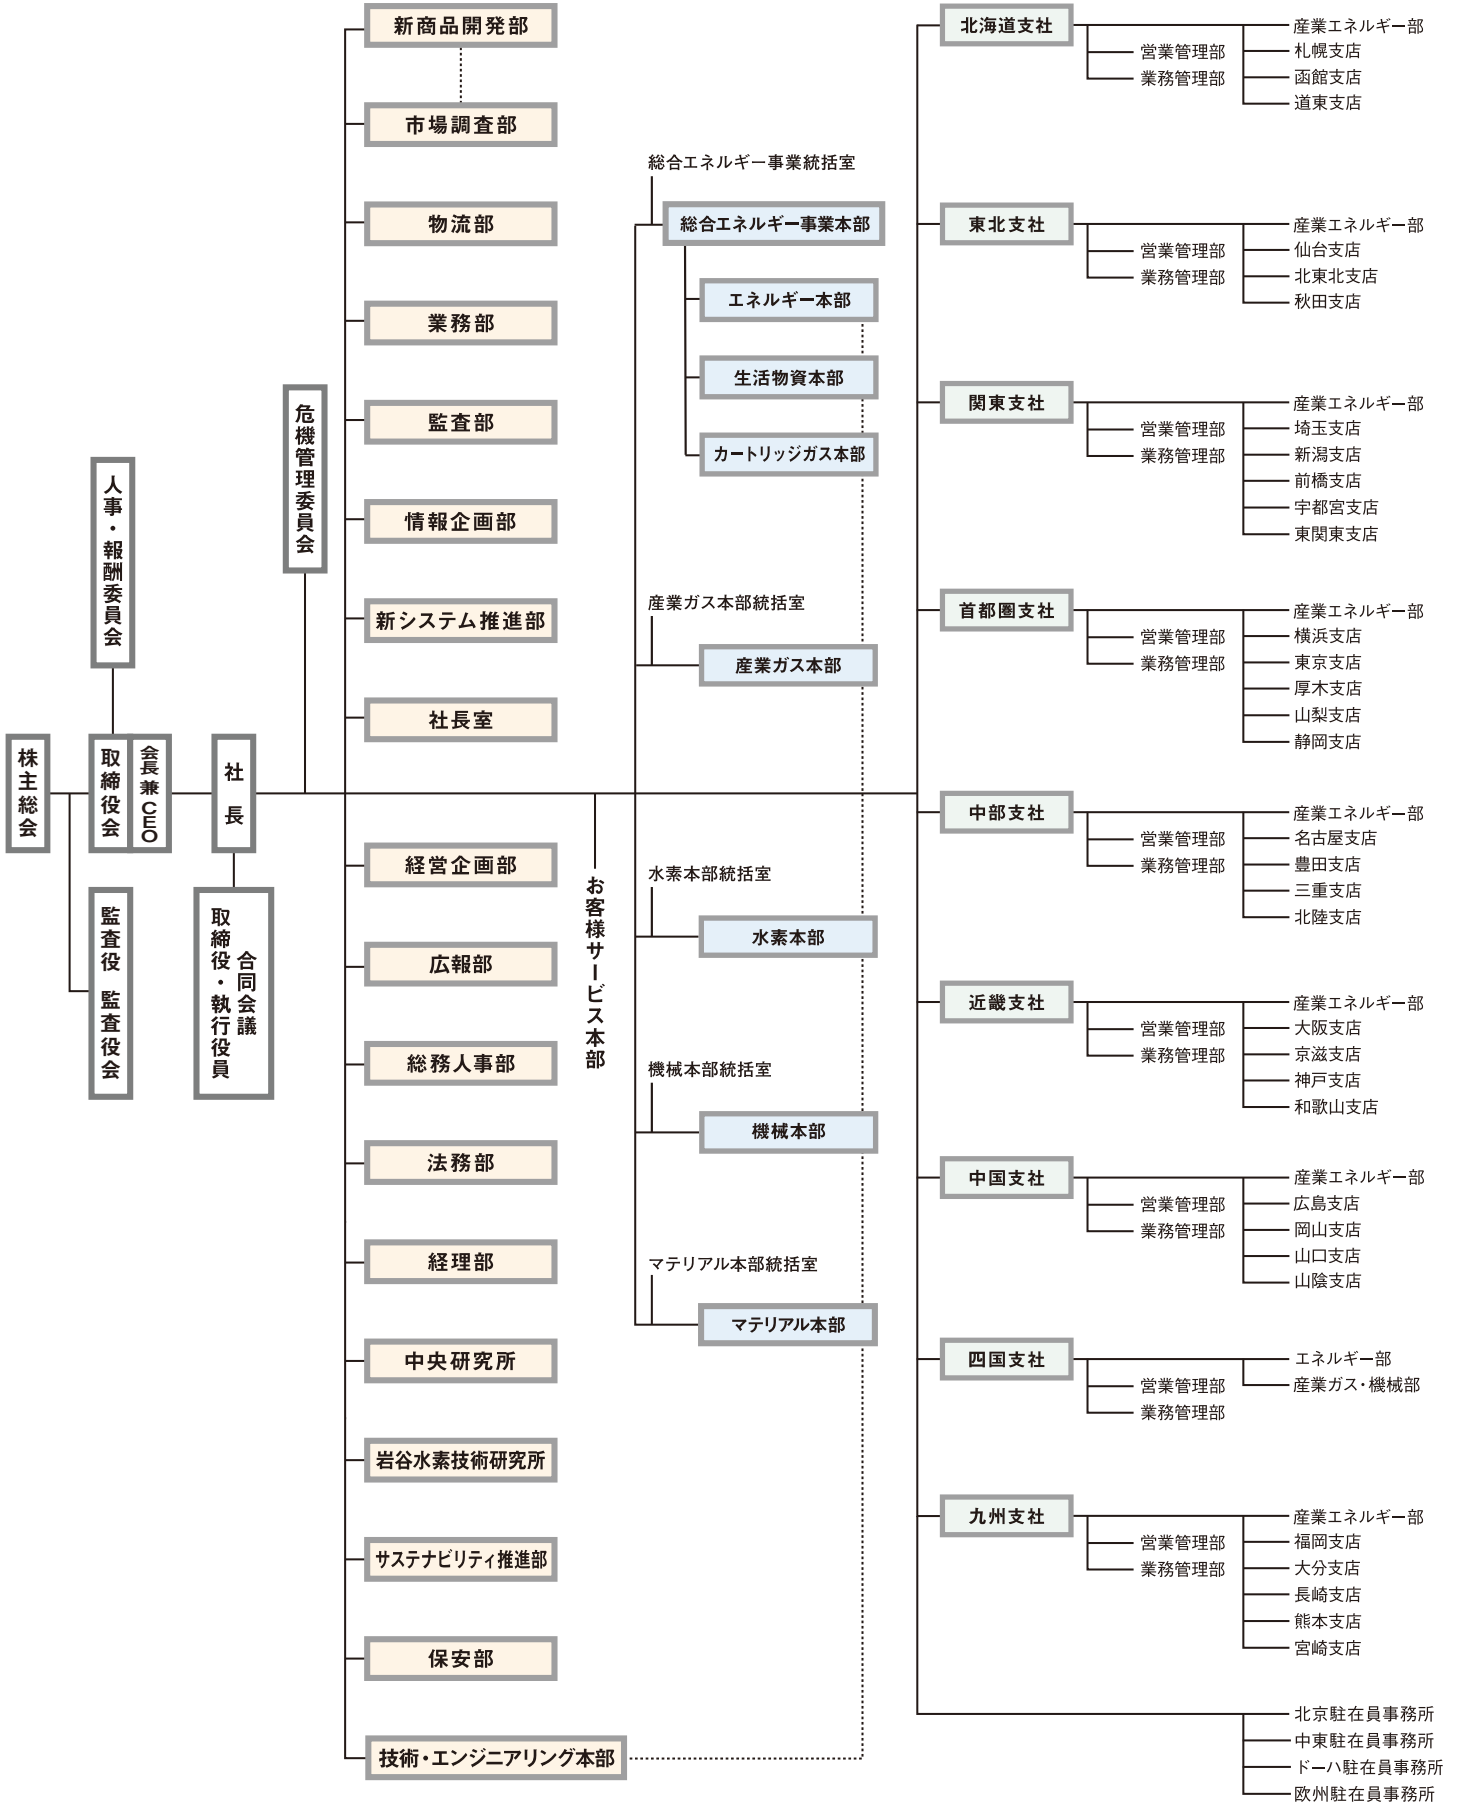 株主総会
取締役会
会長 兼 CEO
人事・報酬委員会
監査役 監査役会
社長
合同会議
取締役・執行役員
危機管理委員会
新商品開発部
市場調査部
物流部
業務部
監査部
情報企画部
新システム推進部
社長室
経営企画部
広報部
総務人事部
法務部
経理部
中央研究所
岩谷水素技術研究所
サステナビリティ推進部
保安部
技術・エンジニアリング本部
お客様サービス本部
総合エネルギー事業統括室
総合エネルギー事業本部
エネルギー本部
生活物資本部
カートリッジガス本部
産業ガス本部統括室
産業ガス本部
水素本部統括室
水素本部
機械本部統括室
機械本部
マテリアル本部統括室
マテリアル本部
北海道支社
営業管理部
業務管理部
産業エネルギー部
札幌支店
函館支店
道東支店
東北支社
営業管理部
業務管理部
産業エネルギー部
仙台支店
北東北支店
秋田支店
関東支社
営業管理部
業務管理部
産業エネルギー部
埼玉支店
新潟支店
前橋支店
宇都宮支店
東関東支店
首都圏支社
営業管理部
業務管理部
産業エネルギー部
横浜支店
東京支店
厚木支店
山梨支店
静岡支店
中部支社
営業管理部
業務管理部
産業エネルギー部
名古屋支店
豊田支店
三重支店
北陸支店
近畿支社
営業管理部
業務管理部
産業エネルギー部
大阪支店
京滋支店
神戸支店
和歌山支店
中国支社
営業管理部
業務管理部
産業エネルギー部
広島支店
岡山支店
山口支店
山陰支店
四国支社
営業管理部
業務管理部
エネルギー部
産業ガス・機械部
九州支社
営業管理部
業務管理部
産業エネルギー部
福岡支店
大分支店
長崎支店
熊本支店
宮崎支店
北京駐在員事務所
中東駐在員事務所
ドーハ駐在員事務所
欧州駐在員事務所